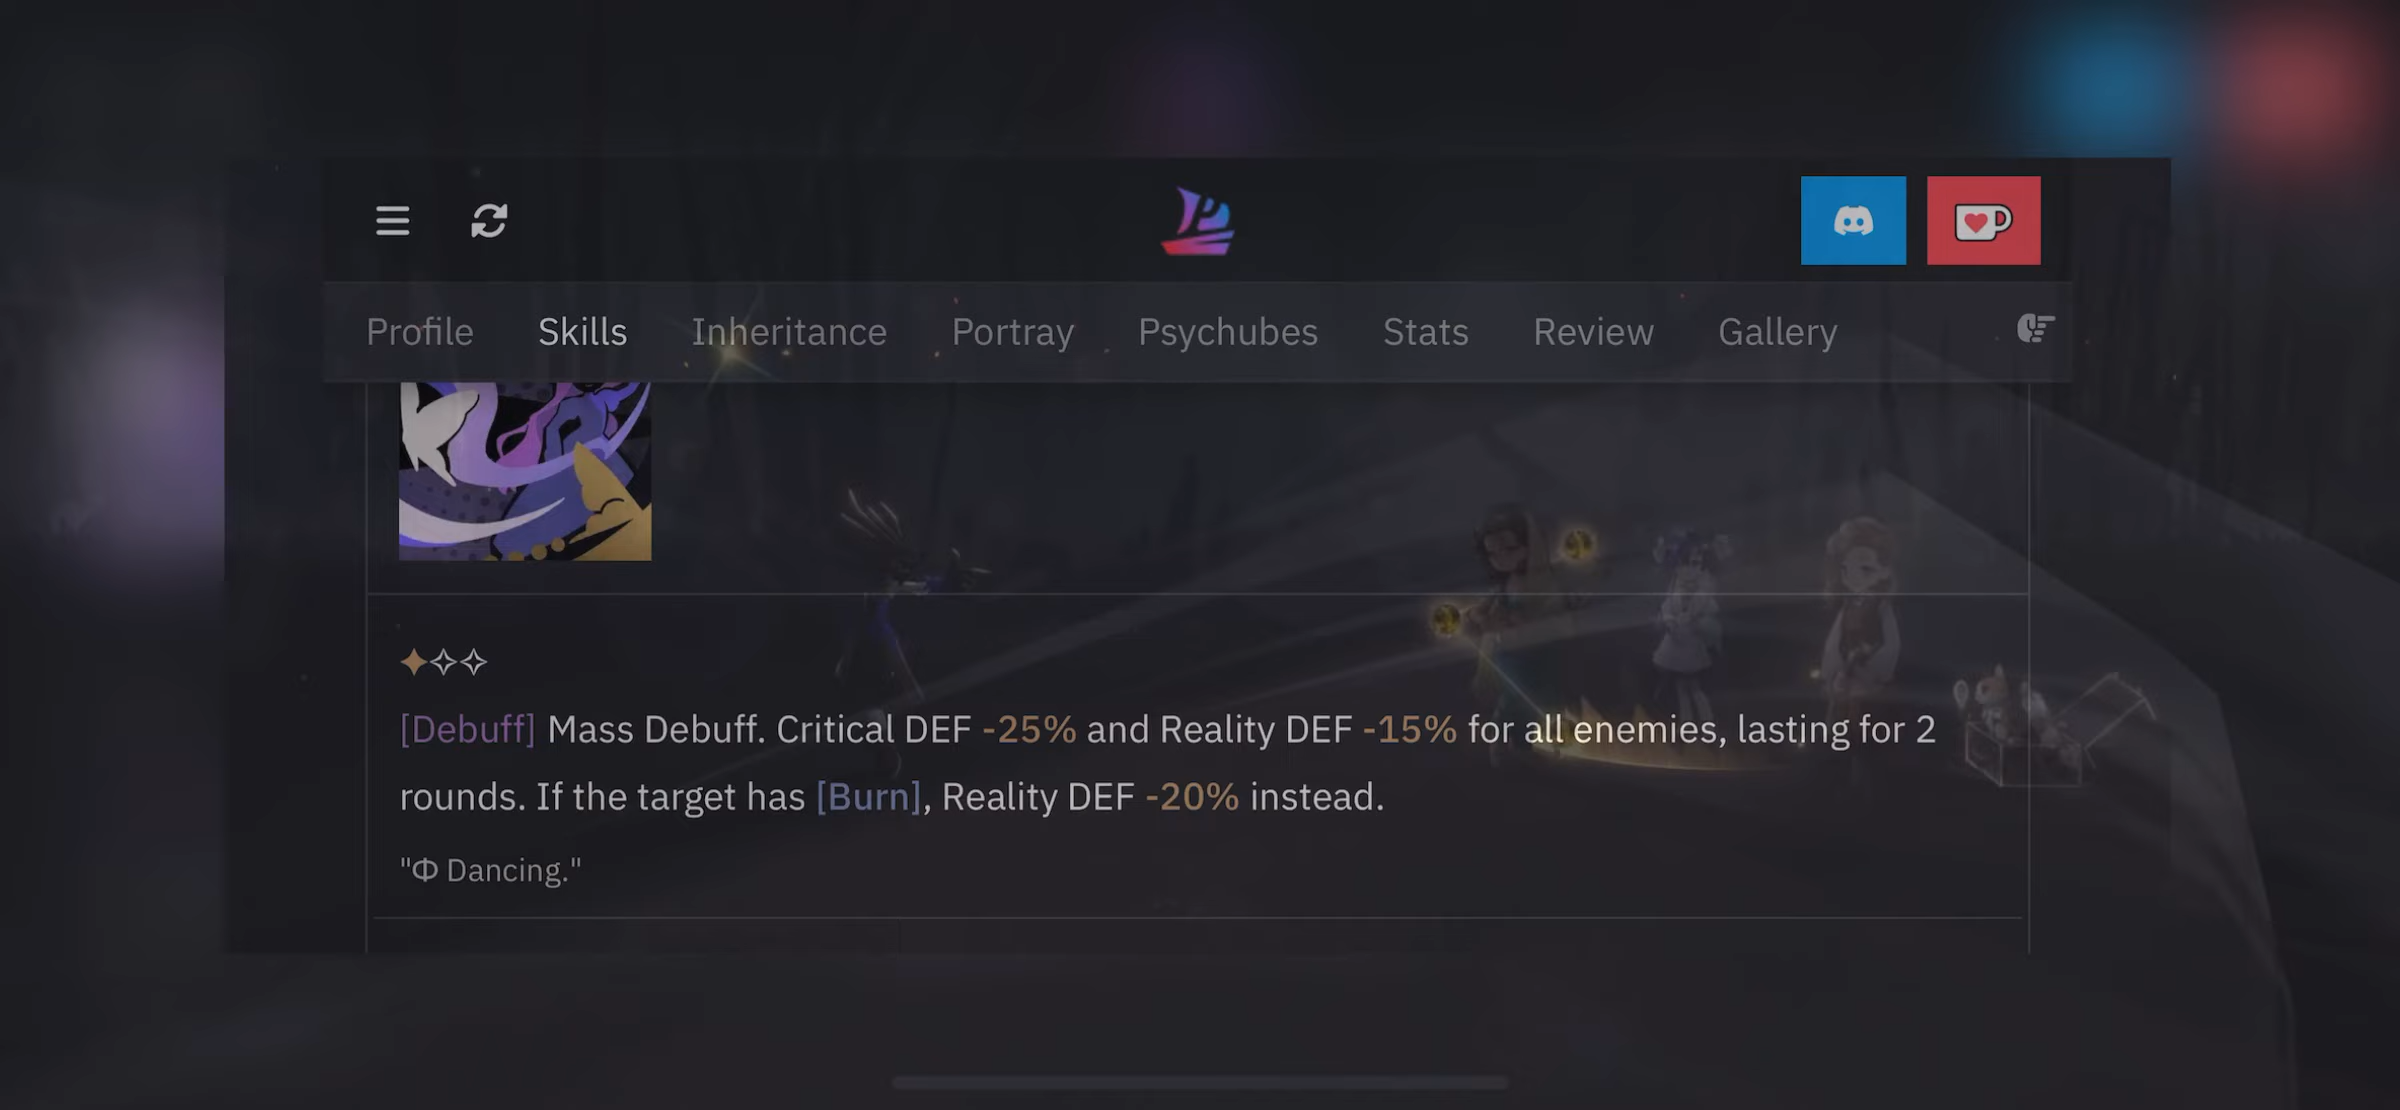 Profile Skills Inheritance Portray Psychubes Stats Review Gallery
[Debuff] Mass Debuff. Critical DEF -25% and Reality DEF -15% for all enemies, lasting for 2
rounds. If the target has [Burn], Reality DEF -20% instead.
"Φ Dancing."